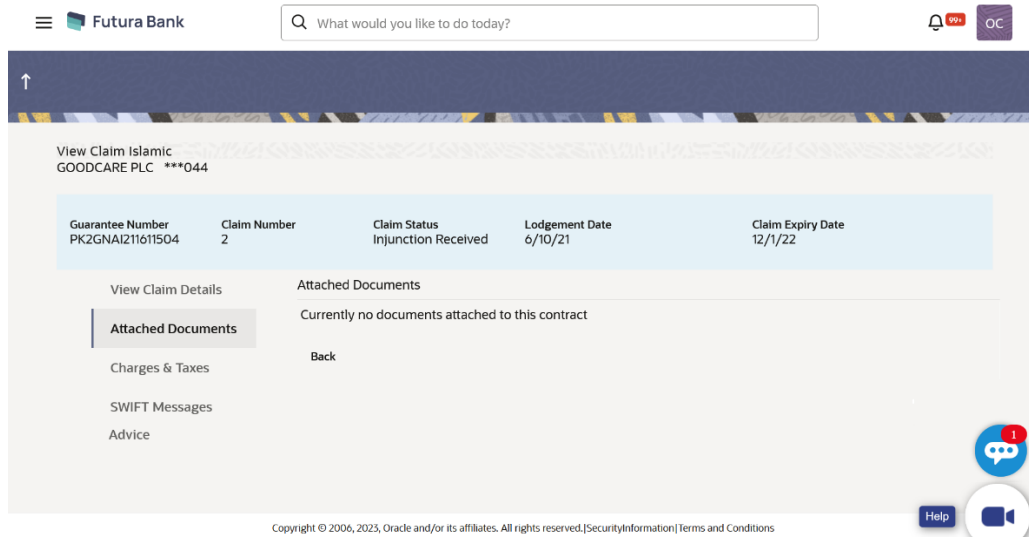 Futura Bank
What would you like to do today?
99+
OC
View Claim Islamic
GOODCARE PLC ***044
Guarantee Number Claim Number Claim Status Lodgement Date Claim Expiry Date
PK2GNAI211611504 2 Injunction Received 6/10/21 12/1/22
View Claim Details
Attached Documents
Charges & Taxes
SWIFT Messages
Advice
Attached Documents
Currently no documents attached to this contract
Back
1
Help
Copyright © 2006, 2023, Oracle and/or its affiliates. All rights reserved.|SecurityInformation|Terms and Conditions